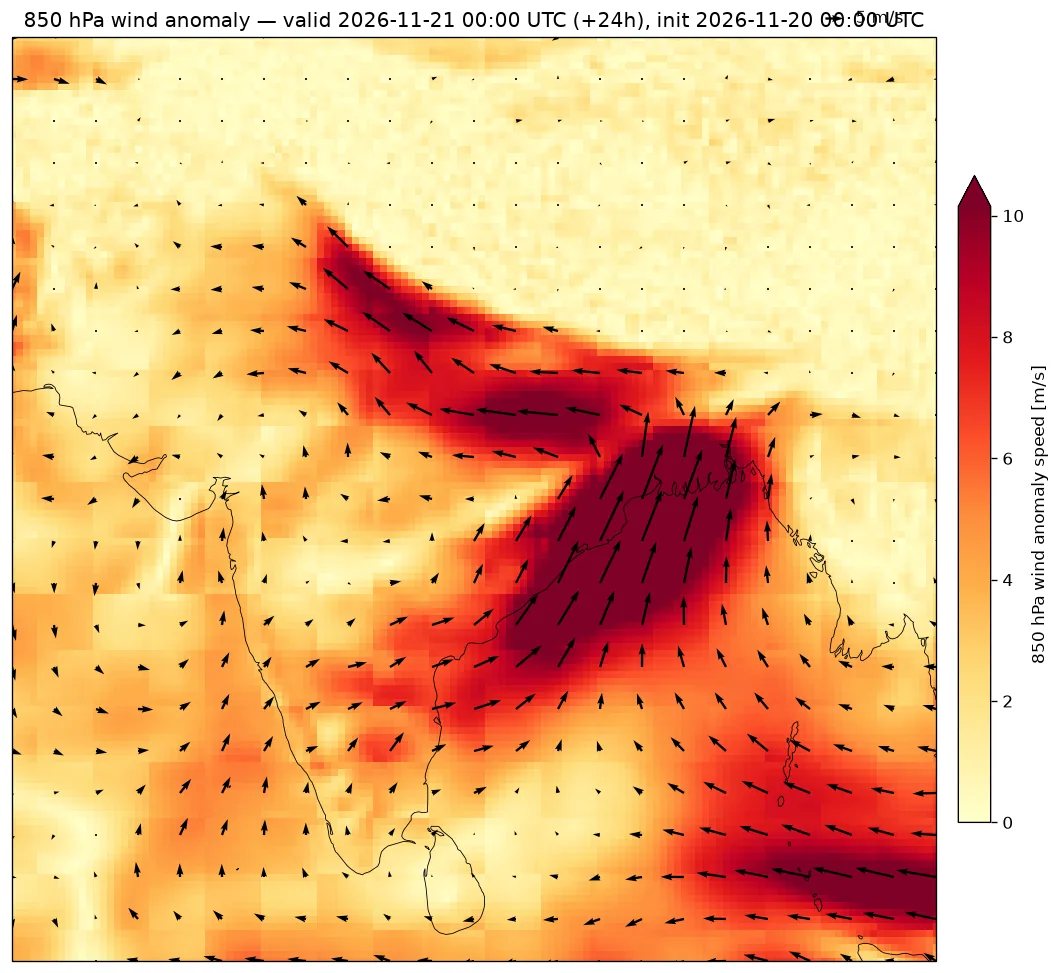 850 hPa wind anomaly — valid 2026-11-21 00:00 UTC (+24h), init 2026-11-20 00:00 UTC
5 m/s
10
8
6
4
2
0
850 hPa wind anomaly speed [m/s]